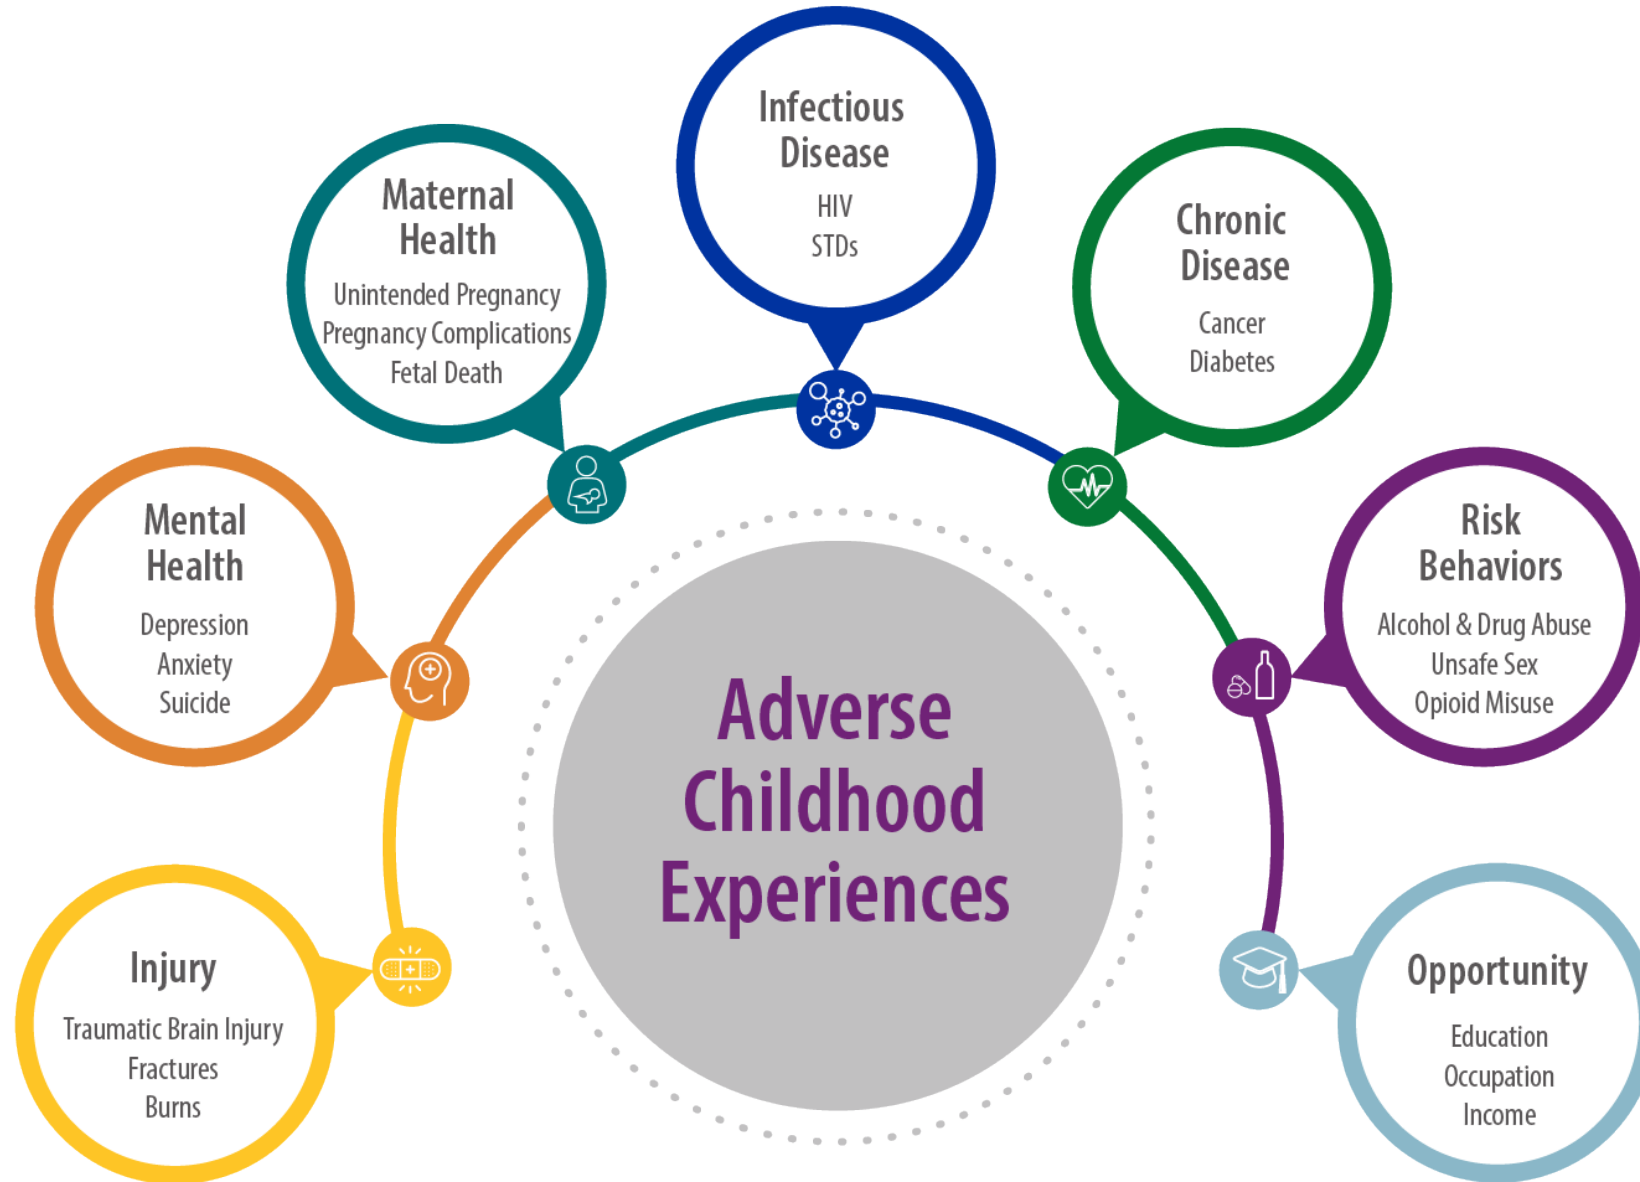 Infectious
Disease
HIV
STDs
Maternal
Health
Unintended Pregnancy
Pregnancy Complications
Fetal Death
Chronic
Disease
Cancer
Diabetes
Mental
Health
Depression
Anxiety
Suicide
Risk
Behaviors
Alcohol & Drug Abuse
Unsafe Sex
Opioid Misuse
Adverse
Childhood
Experiences
Injury
Traumatic Brain Injury
Fractures
Burns
Opportunity
Education
Occupation
Income